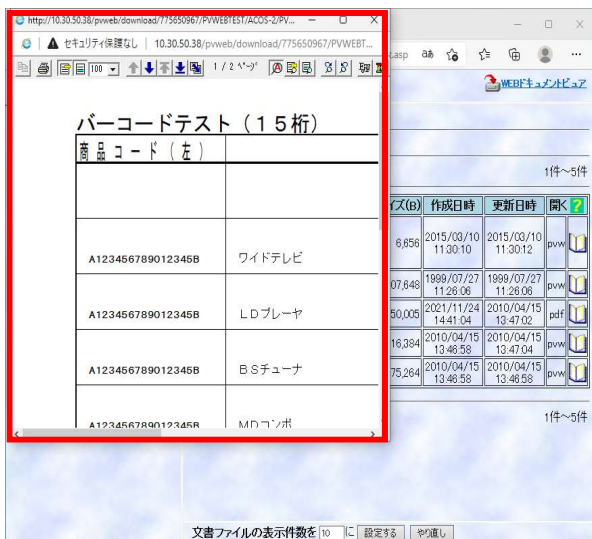 http://10.30.50.38/pvweb/download/775650967/PVWEBTEST/ACOS-2/PV...
セキュリティ保護なし | 10.30.50.38/pvweb/download/775650967/PVWEBT...
100
1 / 2 ページ
バーコードテスト（１５桁）
商品コード（左）
A123456789012345B ワイドテレビ
A123456789012345B ＬＤプレーヤ
A123456789012345B ＢＳチューナ
A123456789012345B ＭＤコンポ
.asp
WEBドキュメントビューア
1件～5件
イズ(B) 作成日時 更新日時 開く ?
6,656 2015/03/10 11:30:10 2015/03/10 11:30:12 pvw
07,648 1999/07/27 11:26:06 1999/07/27 11:26:06 pvw
50,005 2021/11/24 14:41:04 2010/04/15 13:47:02 pdf
16,384 2010/04/15 13:46:58 2010/04/15 13:47:04 pvw
75,264 2010/04/15 13:46:58 2010/04/15 13:46:58 pvw
1件～5件
文書ファイルの表示件数を 10 に 設定する やり直し